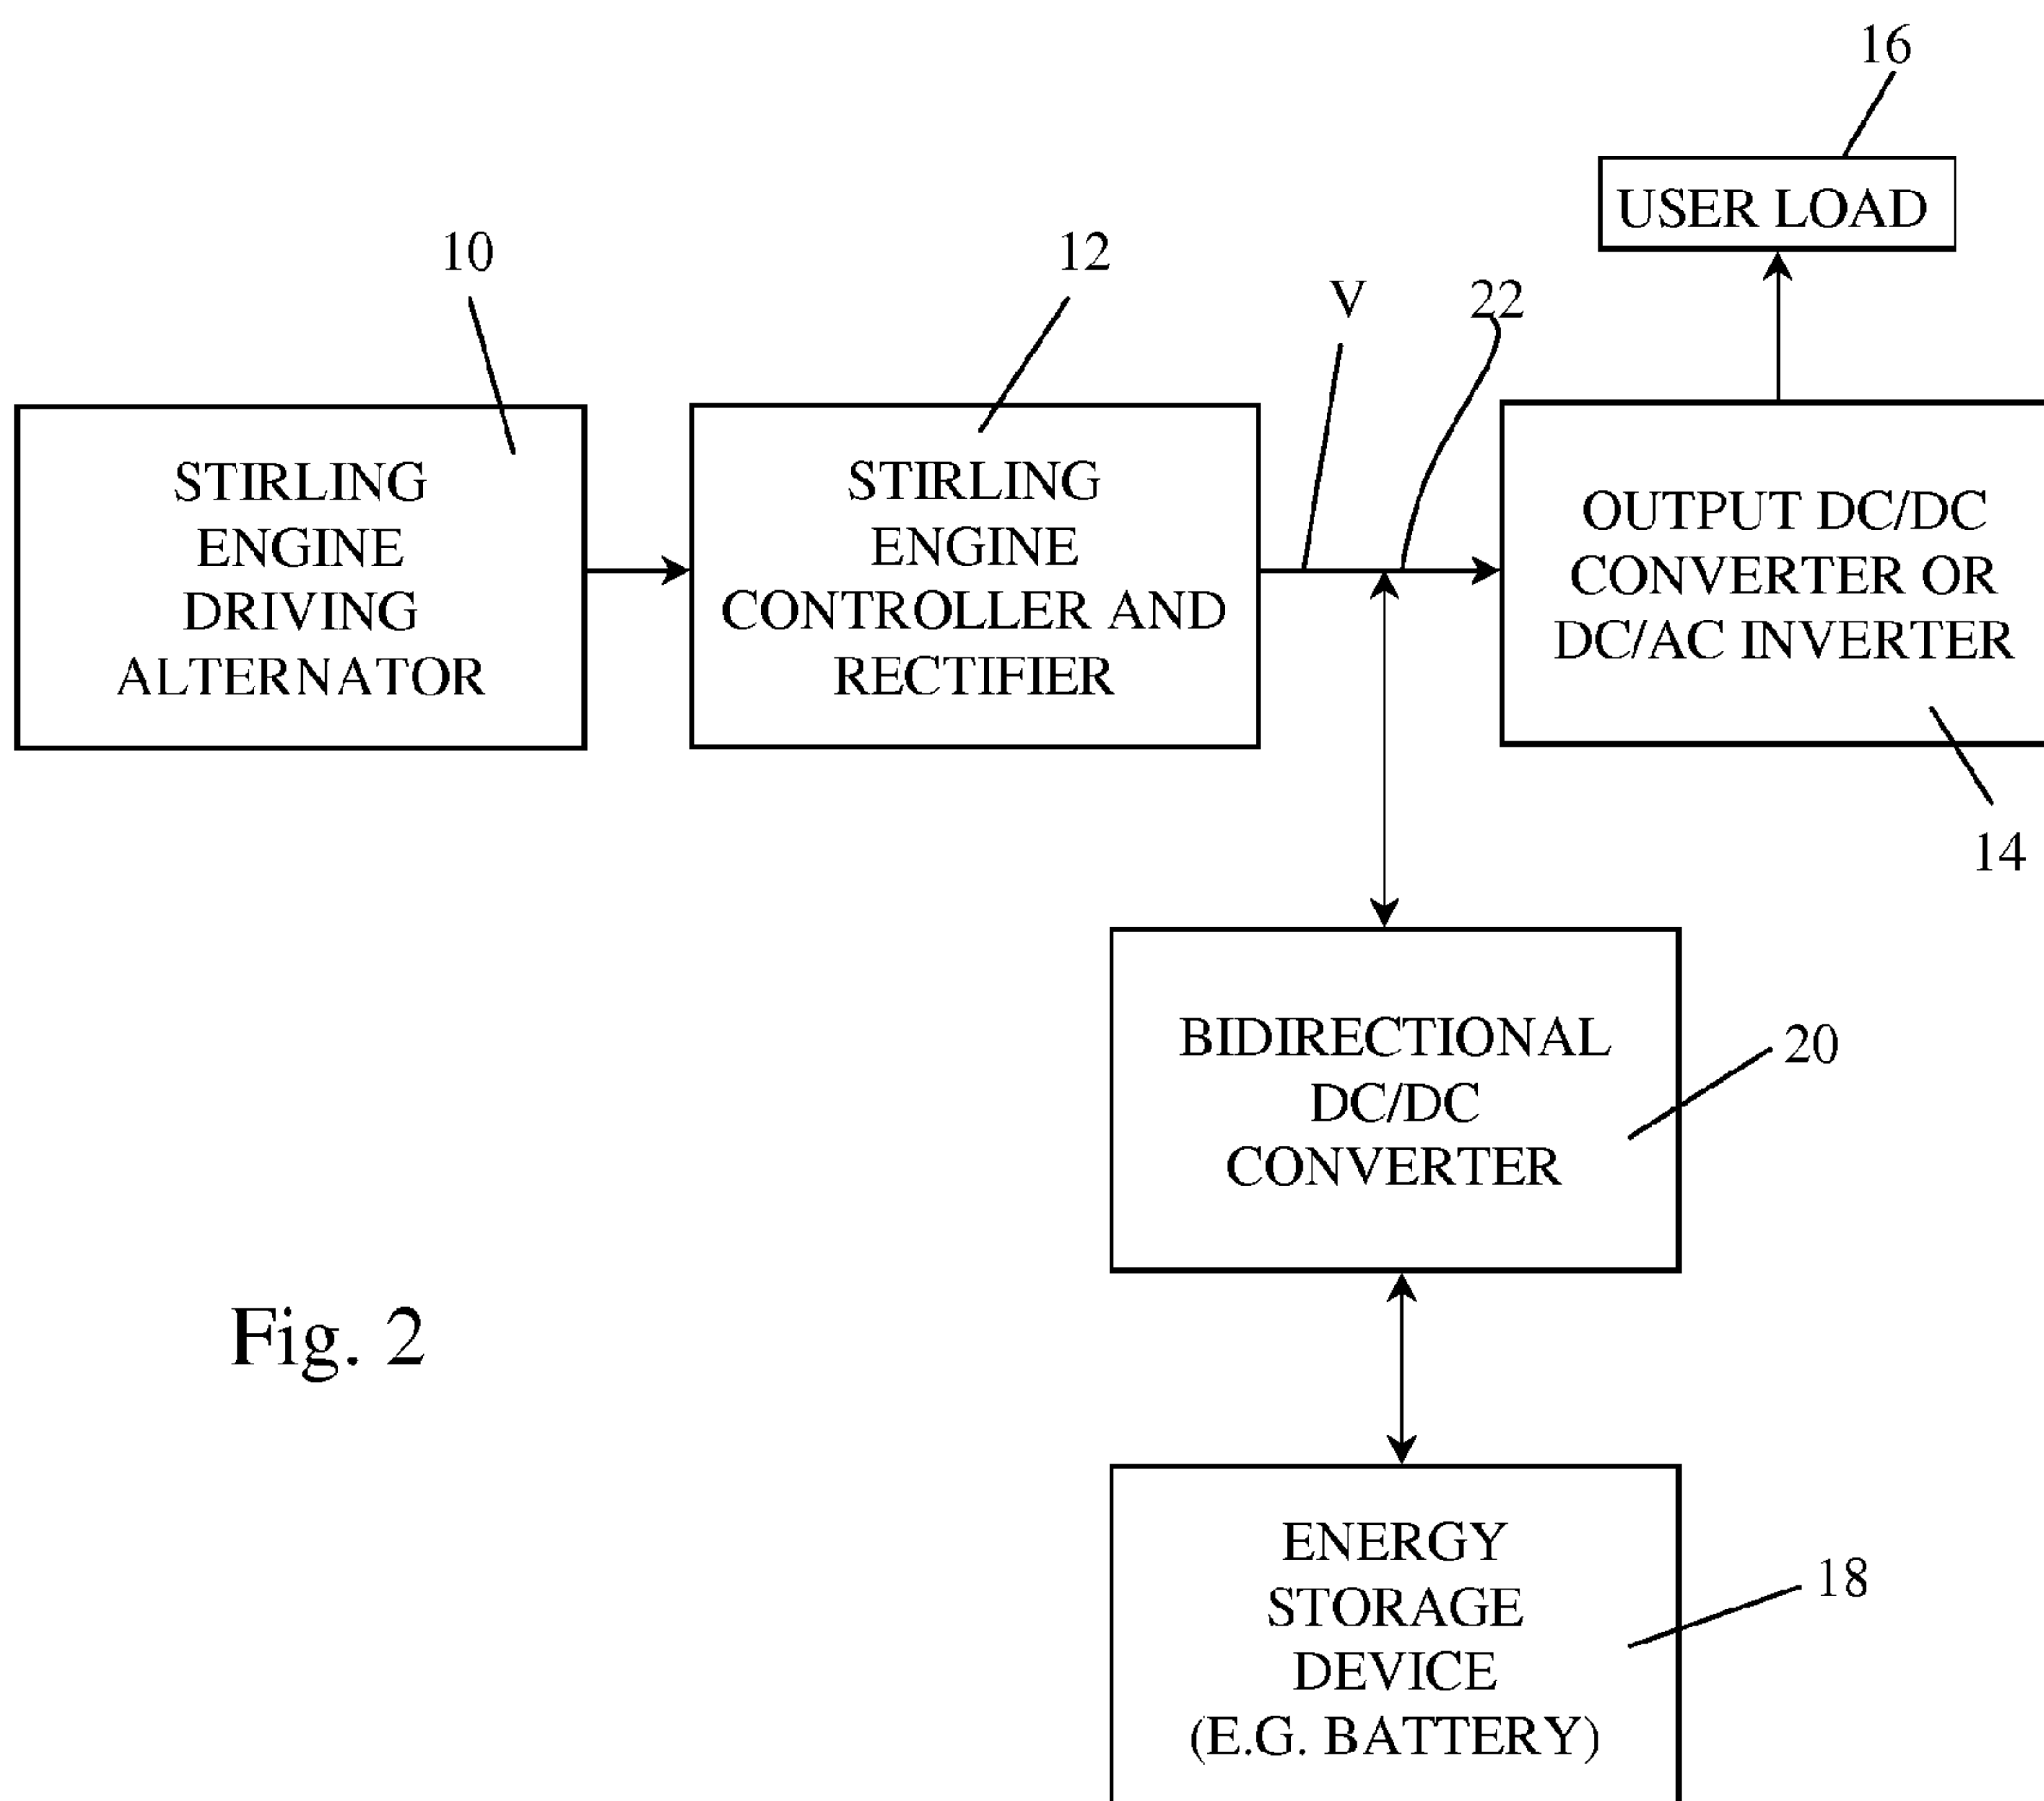 16
USER LOAD
10
12
V
22
STIRLING
ENGINE
DRIVING
ALTERNATOR
STIRLING
ENGINE
CONTROLLER AND
RECTIFIER
OUTPUT DC/DC
CONVERTER OR
DC/AC INVERTER
14
BIDIRECTIONAL
DC/DC
CONVERTER
20
Fig. 2
ENERGY
STORAGE
DEVICE
(E.G. BATTERY)
18